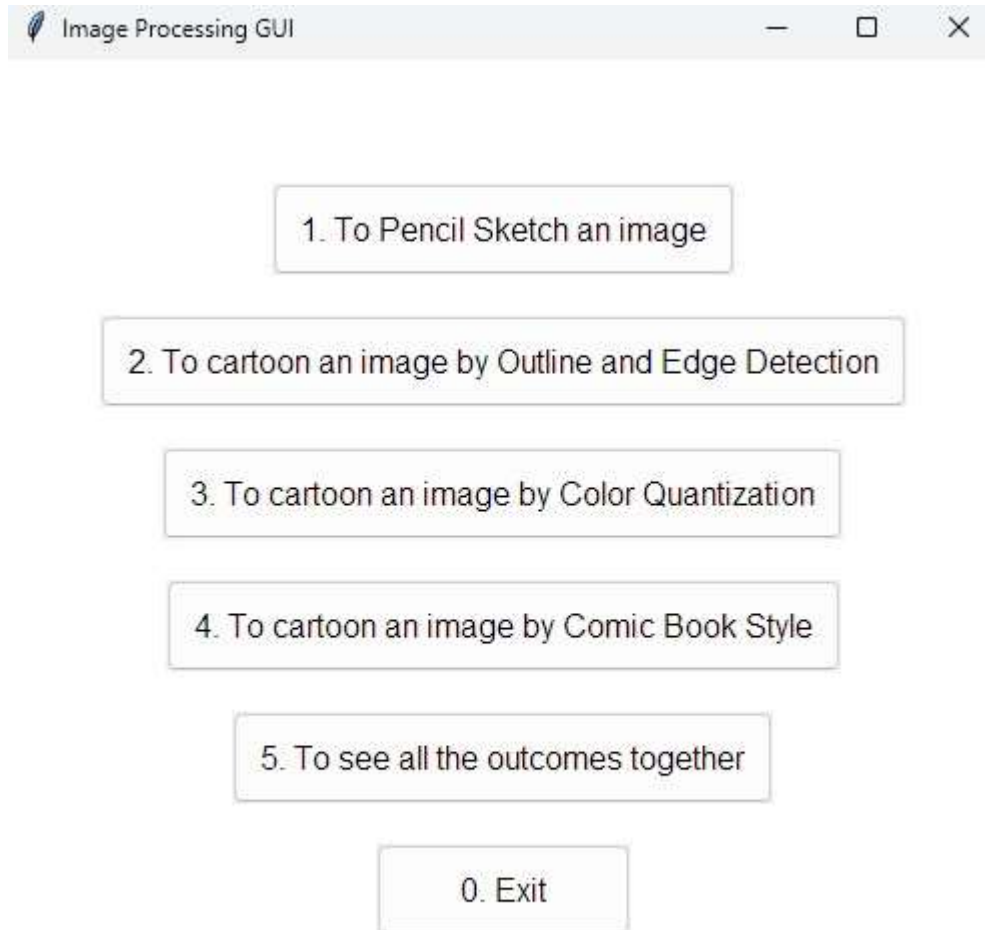 Image Processing GUI
1. To Pencil Sketch an image
2. To cartoon an image by Outline and Edge Detection
3. To cartoon an image by Color Quantization
4. To cartoon an image by Comic Book Style
5. To see all the outcomes together
0. Exit